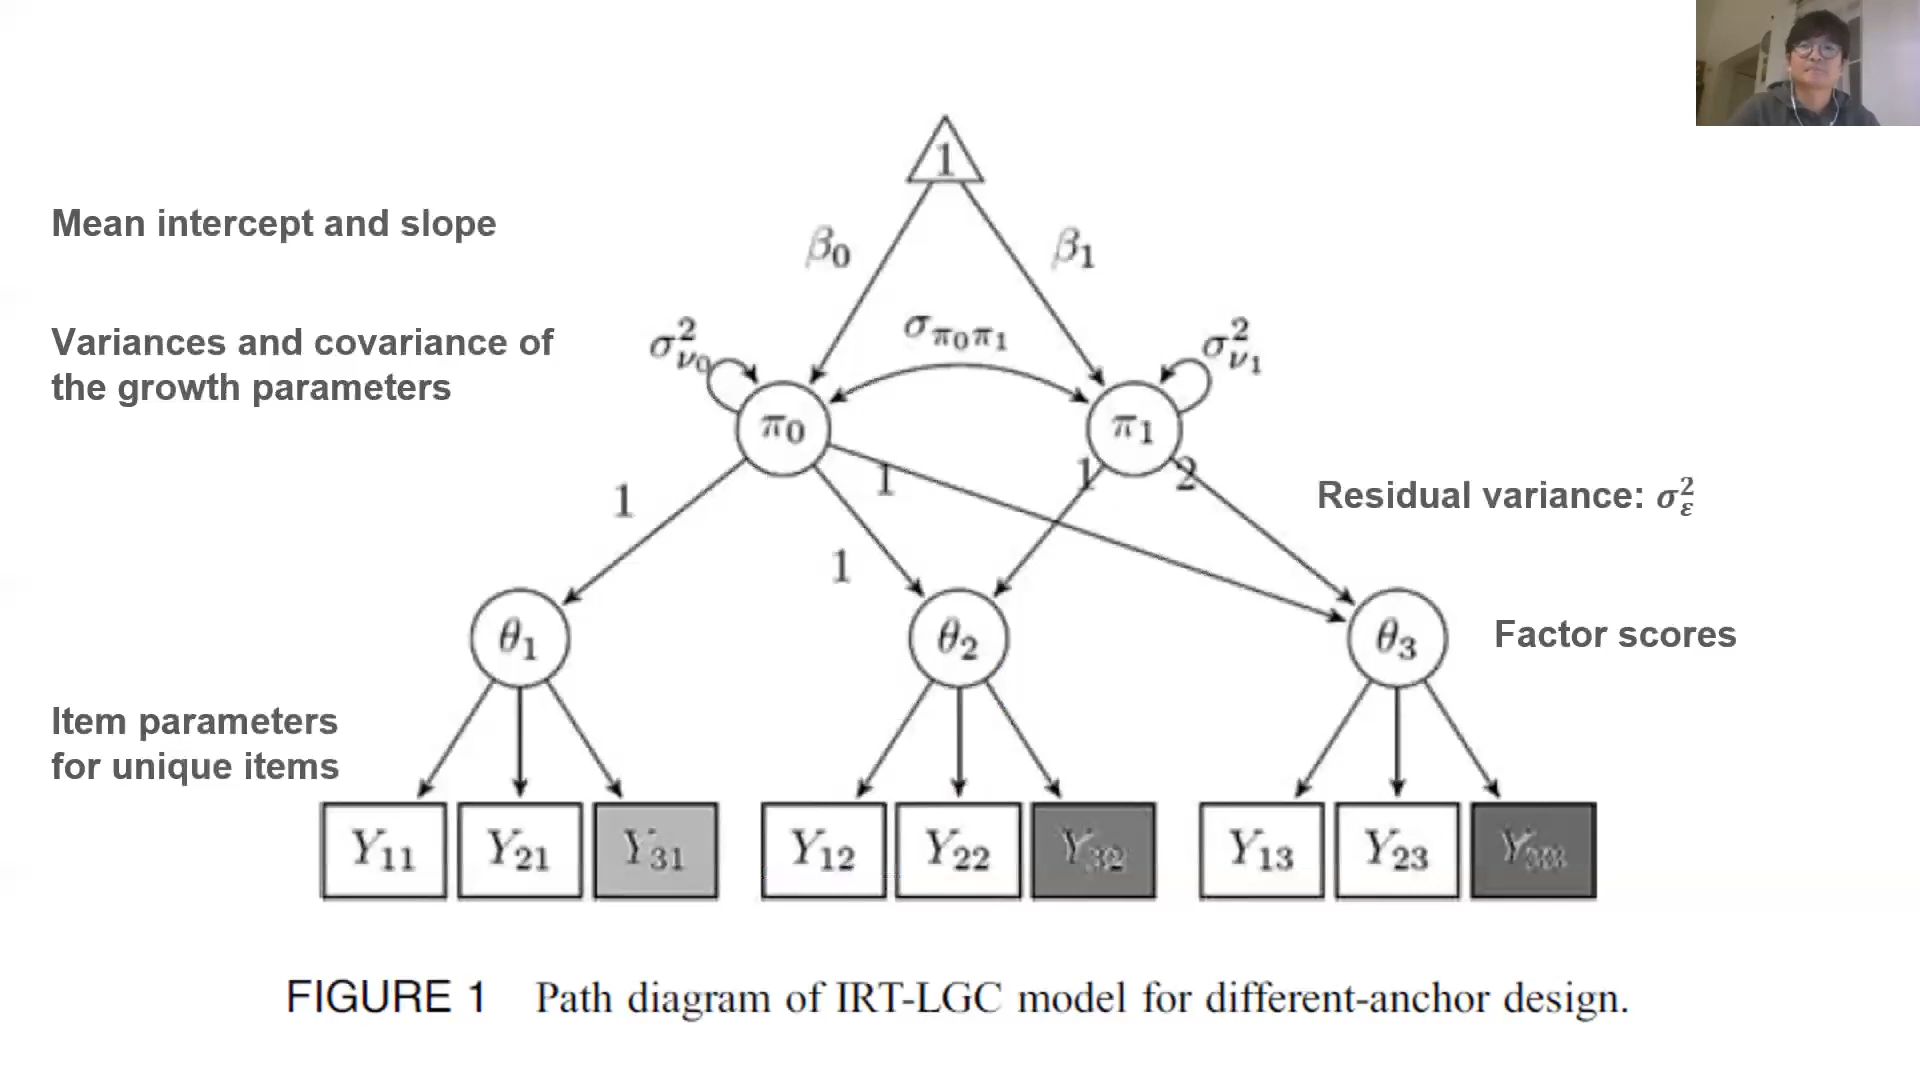 1
Mean intercept and slope
β0
β1
Variances and covariance of
the growth parameters
σ²ν0
σπ0π1
σ²ν1
π0
π1
1
1
1
2
Residual variance: σ²ε
1
θ1
θ2
θ3
Factor scores
Item parameters
for unique items
Y11 Y21 Y31 Y12 Y22 Y32 Y13 Y23 Y33
FIGURE 1 Path diagram of IRT-LGC model for different-anchor design.